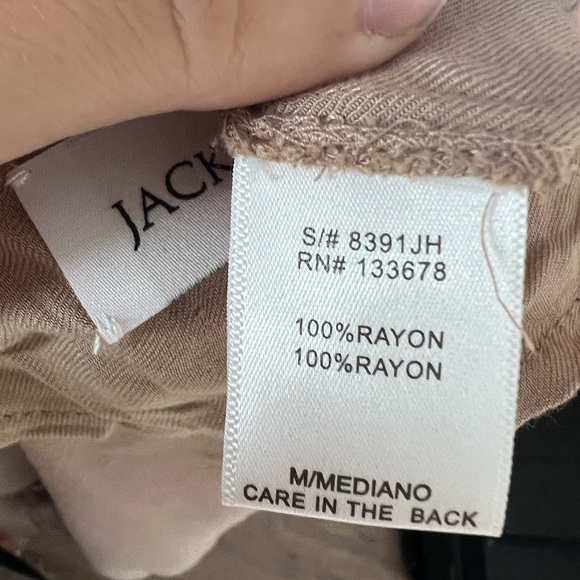 JACK
S/# 8391JH
RN# 133678
100%RAYON
100%RAYON
M/MEDIANO
CARE IN THE BACK